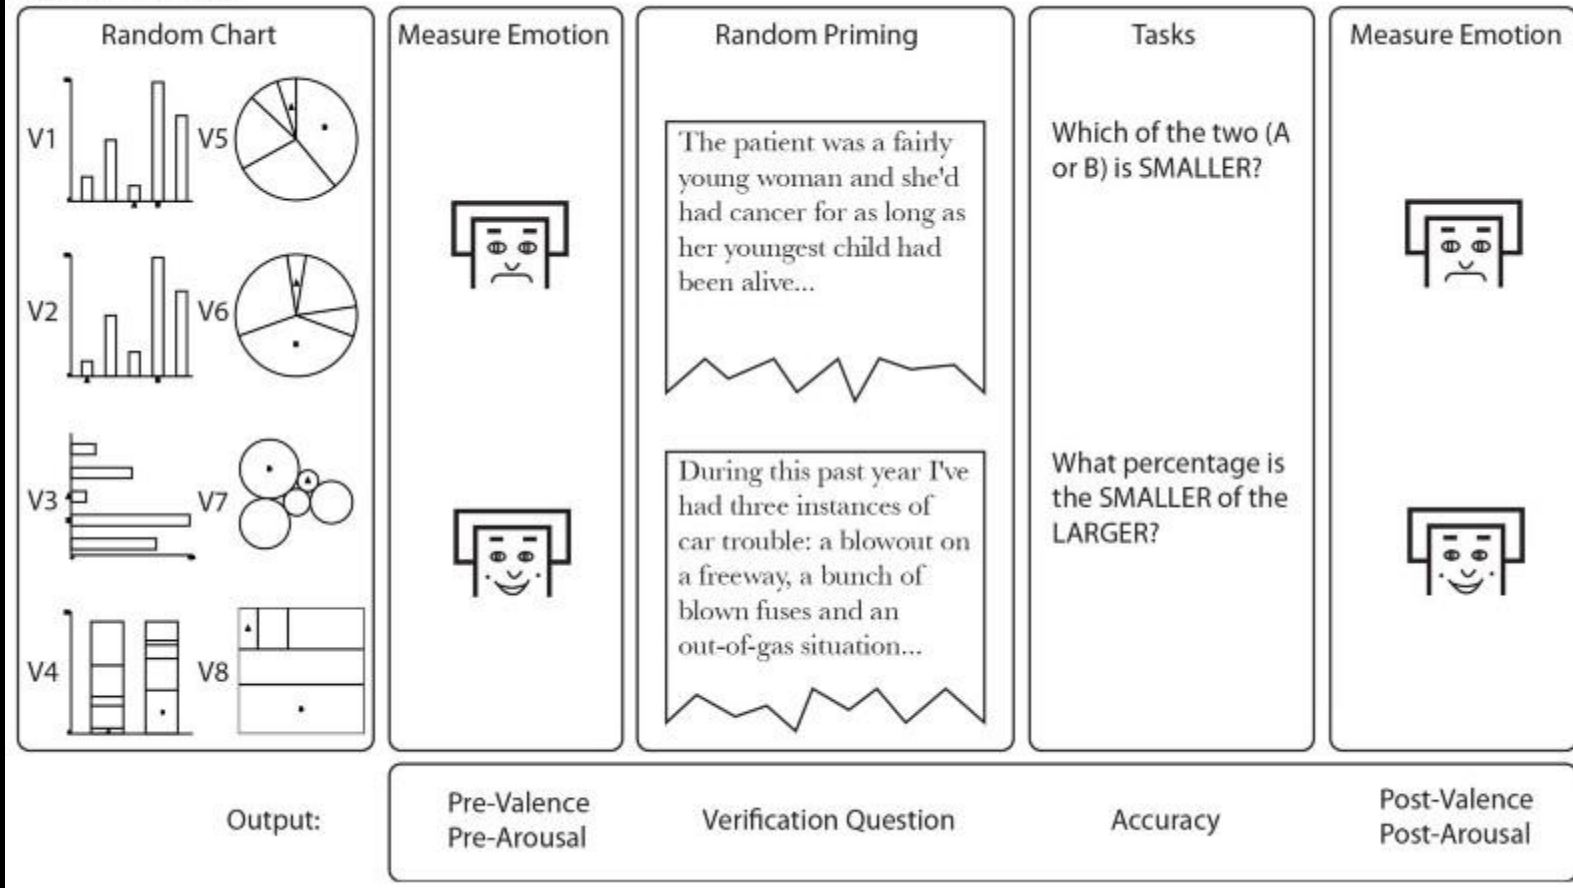 Random Chart
V1
V5
V2
V6
V3
V7
V4
V8
Measure Emotion
Random Priming
The patient was a fairly
young woman and she'd
had cancer for as long as
her youngest child had
been alive...
During this past year I've
had three instances of
car trouble: a blowout on
a freeway, a bunch of
blown fuses and an
out-of-gas situation...
Tasks
Which of the two (A
or B) is SMALLER?
What percentage is
the SMALLER of the
LARGER?
Measure Emotion
Output:
Pre-Valence
Pre-Arousal
Verification Question
Accuracy
Post-Valence
Post-Arousal